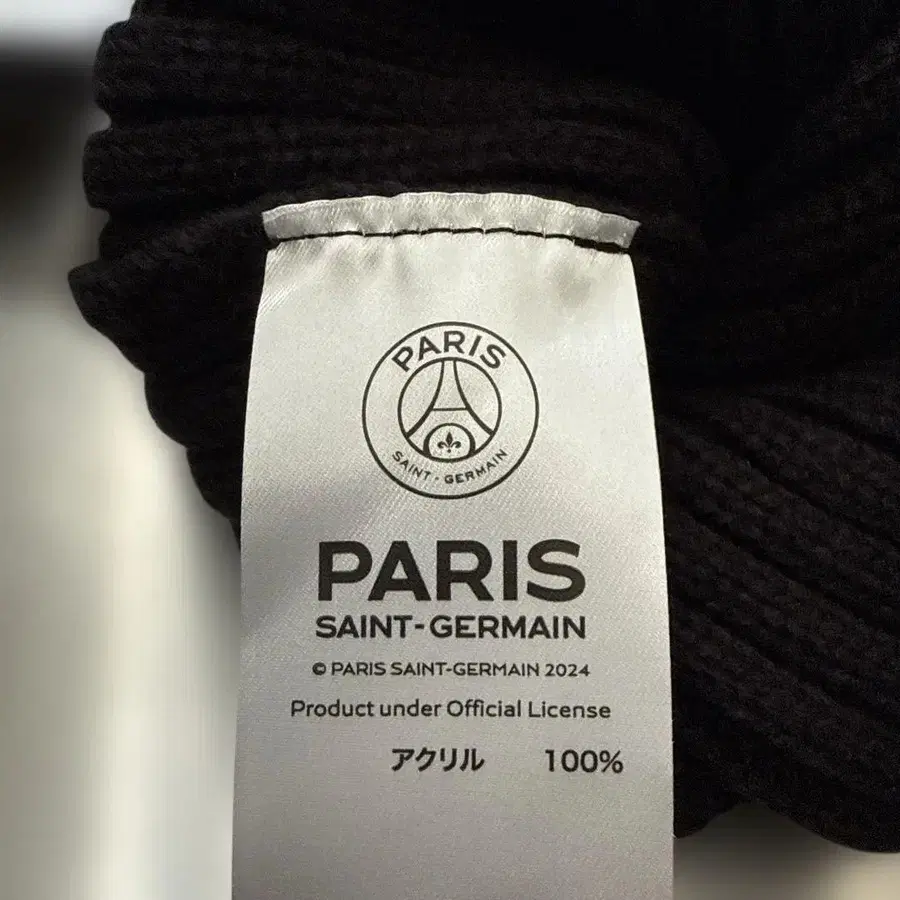 PARIS
SAINT-GERMAIN
PARIS
SAINT-GERMAIN
© PARIS SAINT-GERMAIN 2024
Product under Official License
アクリル 100%